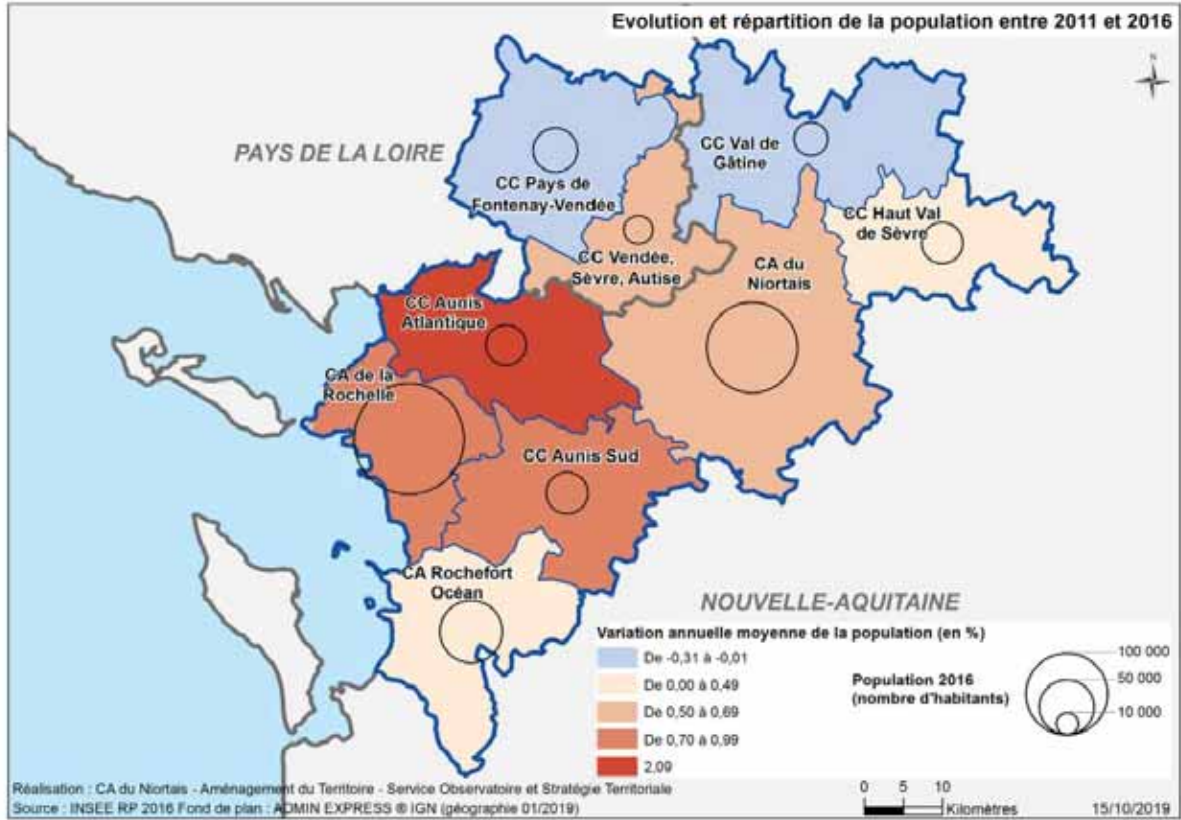 Evolution et répartition de la population entre 2011 et 2016
N
PAYS DE LA LOIRE
CC Val de
Gâtine
CC Pays de
Fontenay-Vendée
CC Haut Val
de Sèvre
CC Vendée,
Sèvre, Autise
CA du
Niortais
CC Aunis
Atlantique
CA de la
Rochelle
CC Aunis Sud
CA Rochefort
Océan
NOUVELLE-AQUITAINE
Variation annuelle moyenne de la population (en %)
De -0,31 à -0,01
De 0,00 à 0,49
De 0,50 à 0,69
De 0,70 à 0,99
2,09
Population 2016
(nombre d'habitants)
100 000
50 000
10 000
Réalisation : CA du Niortais - Aménagement du Territoire - Service Observatoire et Stratégie Territoriale
Source : INSEE RP 2016 Fond de plan : ADMIN EXPRESS ® IGN (géographie 01/2019)
0 5 10
Kilomètres
15/10/2019